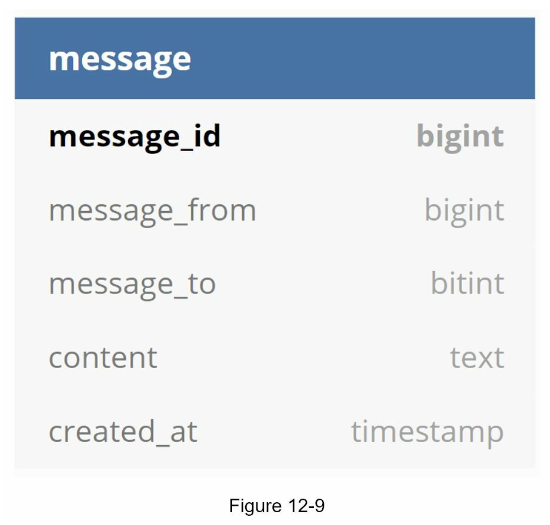 message
message_id bigint
message_from bigint
message_to bitint
content text
created_at timestamp
Figure 12-9